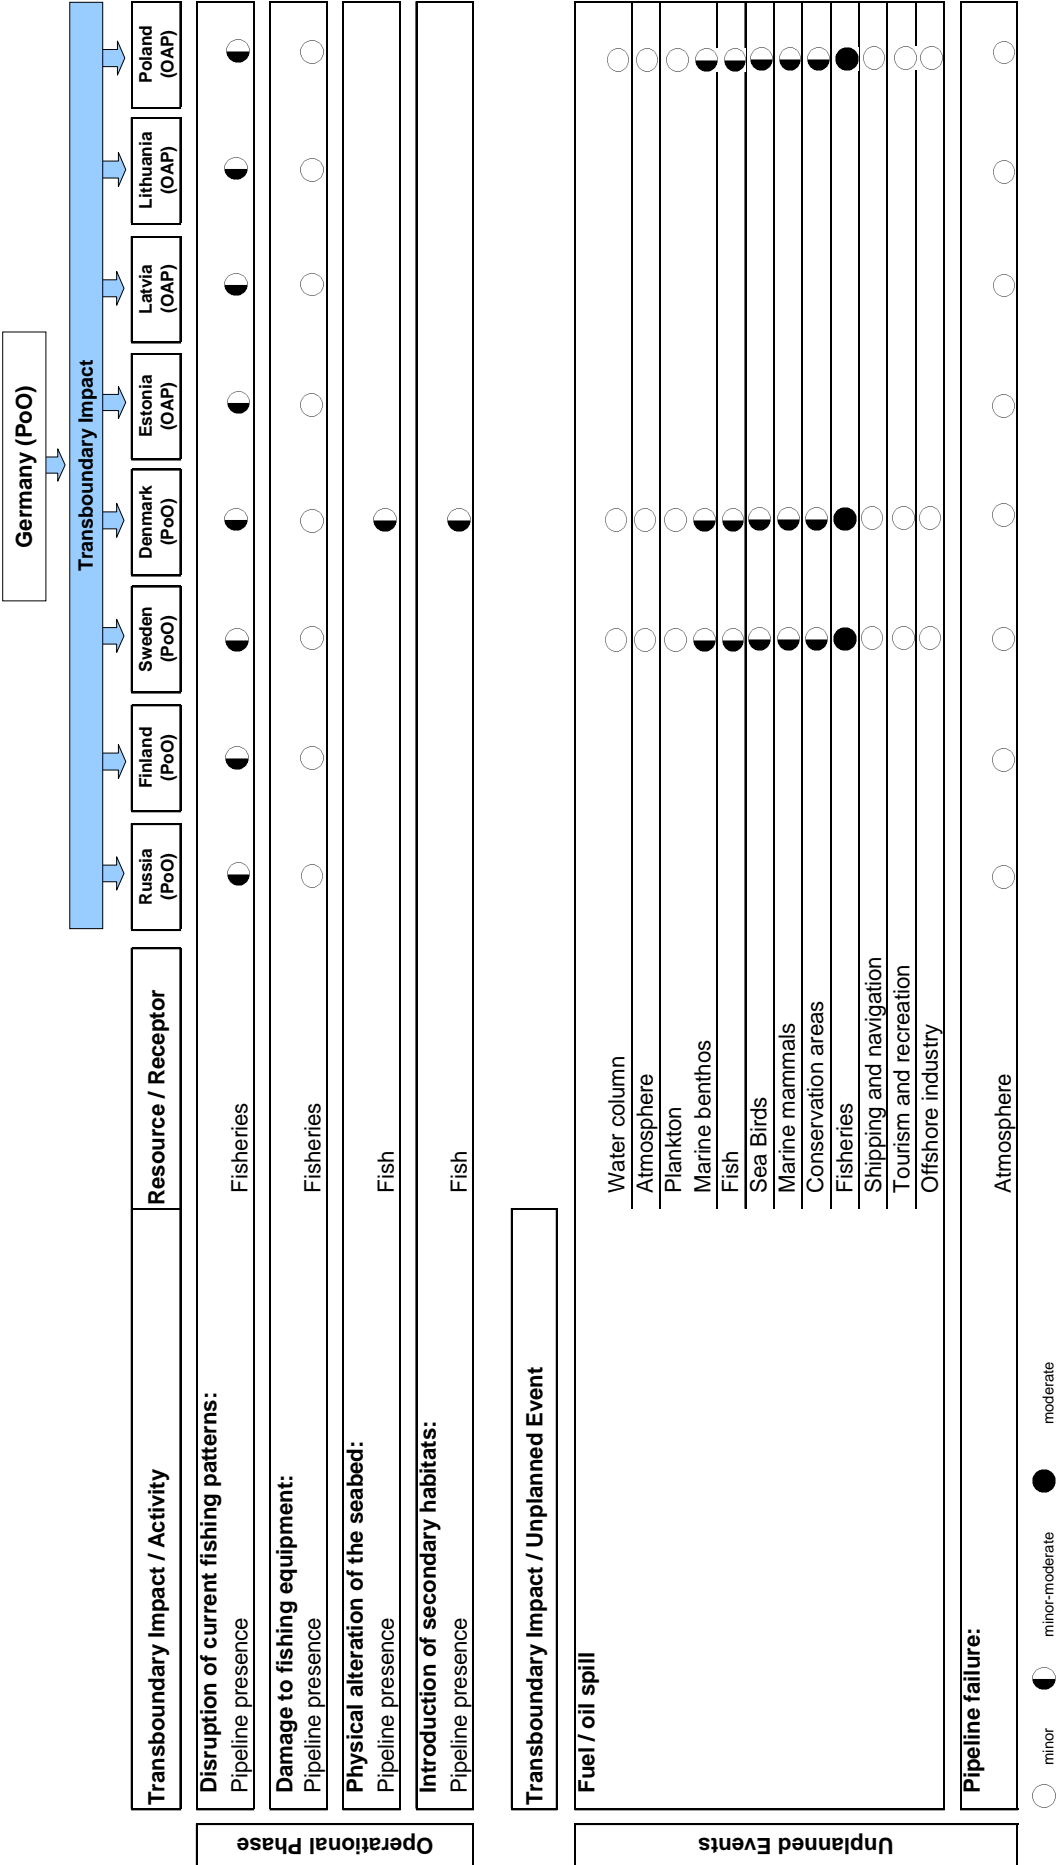 Germany (PoO)
Transboundary Impact
Transboundary Impact / Activity
Resource / Receptor
Russia
(PoO)
Finland
(PoO)
Sweden
(PoO)
Denmark
(PoO)
Estonia
(OAP)
Latvia
(OAP)
Lithuania
(OAP)
Poland
(OAP)
Operational Phase
Disruption of current fishing patterns:
Pipeline presence
Fisheries
Damage to fishing equipment:
Pipeline presence
Fisheries
Physical alteration of the seabed:
Pipeline presence
Fish
Introduction of secondary habitats:
Pipeline presence
Fish
Transboundary Impact / Unplanned Event
Unplanned Events
Fuel / oil spill
Water column
Atmosphere
Plankton
Marine benthos
Fish
Sea Birds
Marine mammals
Conservation areas
Fisheries
Shipping and navigation
Tourism and recreation
Offshore industry
Pipeline failure:
Atmosphere
minor
minor-moderate
moderate